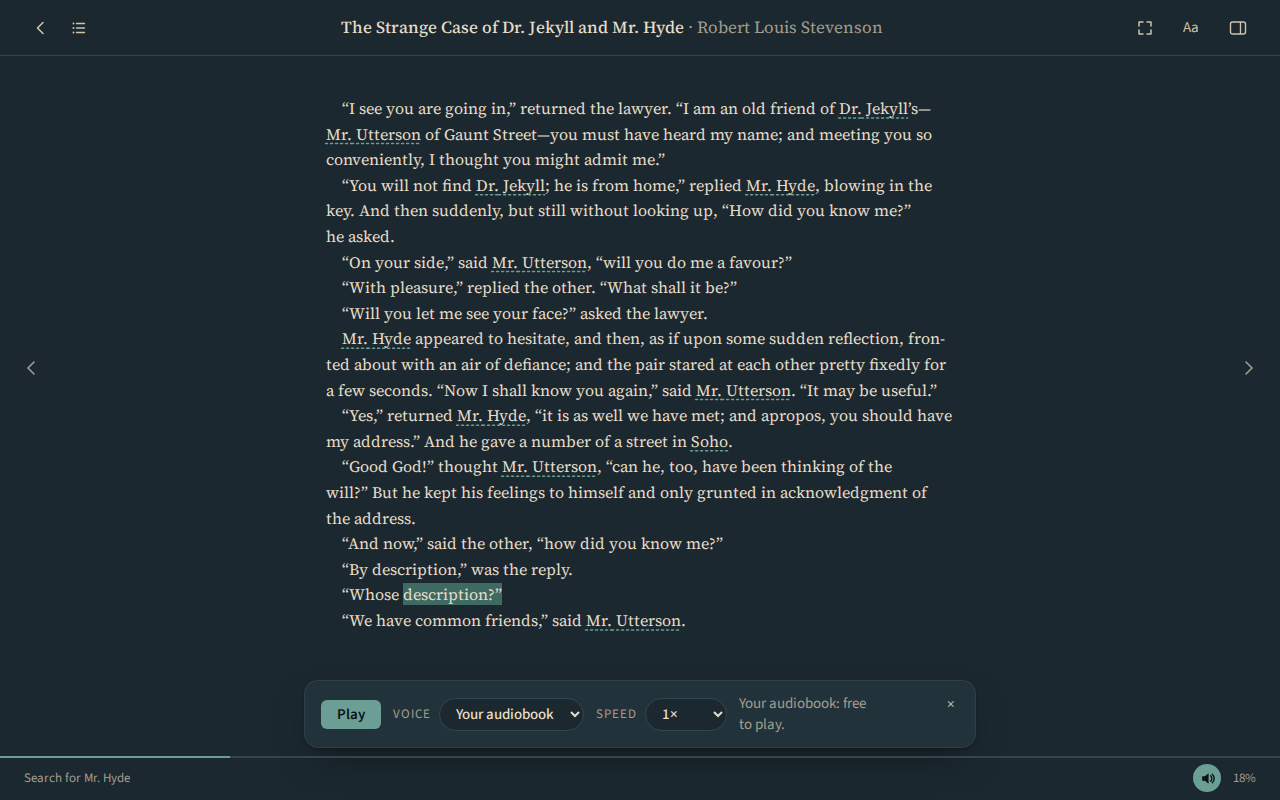 The Strange Case of Dr. Jekyll and Mr. Hyde · Robert Louis Stevenson
Aa
“I see you are going in,” returned the lawyer. “I am an old friend of Dr. Jekyll’s—
Mr. Utterson of Gaunt Street—you must have heard my name; and meeting you so
conveniently, I thought you might admit me.”
“You will not find Dr. Jekyll; he is from home,” replied Mr. Hyde, blowing in the
key. And then suddenly, but still without looking up, “How did you know me?”
he asked.
“On your side,” said Mr. Utterson, “will you do me a favour?”
“With pleasure,” replied the other. “What shall it be?”
“Will you let me see your face?” asked the lawyer.
Mr. Hyde appeared to hesitate, and then, as if upon some sudden reflection, fron-
ted about with an air of defiance; and the pair stared at each other pretty fixedly for
a few seconds. “Now I shall know you again,” said Mr. Utterson. “It may be useful.”
“Yes,” returned Mr. Hyde, “it is as well we have met; and apropos, you should have
my address.” And he gave a number of a street in Soho.
“Good God!” thought Mr. Utterson, “can he, too, have been thinking of the
will?” But he kept his feelings to himself and only grunted in acknowledgment of
the address.
“And now,” said the other, “how did you know me?”
“By description,” was the reply.
“Whose description?”
“We have common friends,” said Mr. Utterson.
Play VOICE Your audiobook SPEED 1× Your audiobook: free
to play. ×
Search for Mr. Hyde 18%